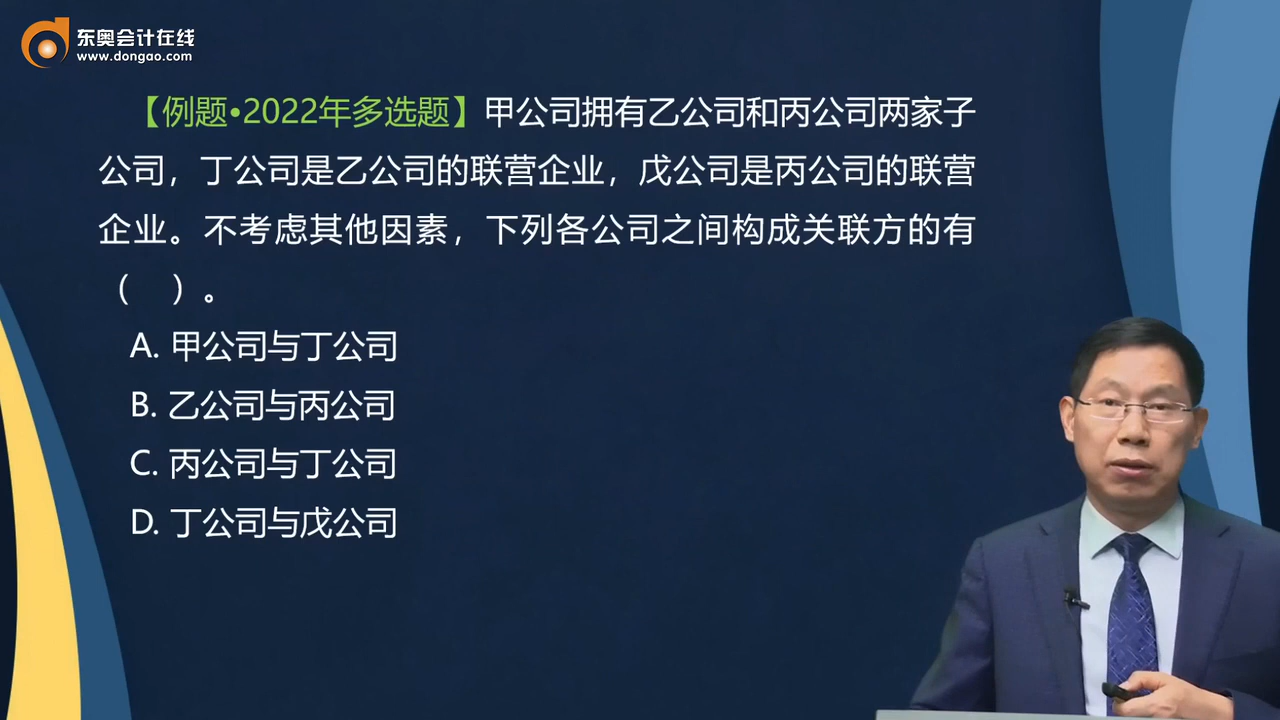 东奥会计在线
www.dongao.com
【例题•2022年多选题】甲公司拥有乙公司和丙公司两家子
公司，丁公司是乙公司的联营企业，戊公司是丙公司的联营
企业。不考虑其他因素，下列各公司之间构成关联方的有
（ ）。
A. 甲公司与丁公司
B. 乙公司与丙公司
C. 丙公司与丁公司
D. 丁公司与戊公司